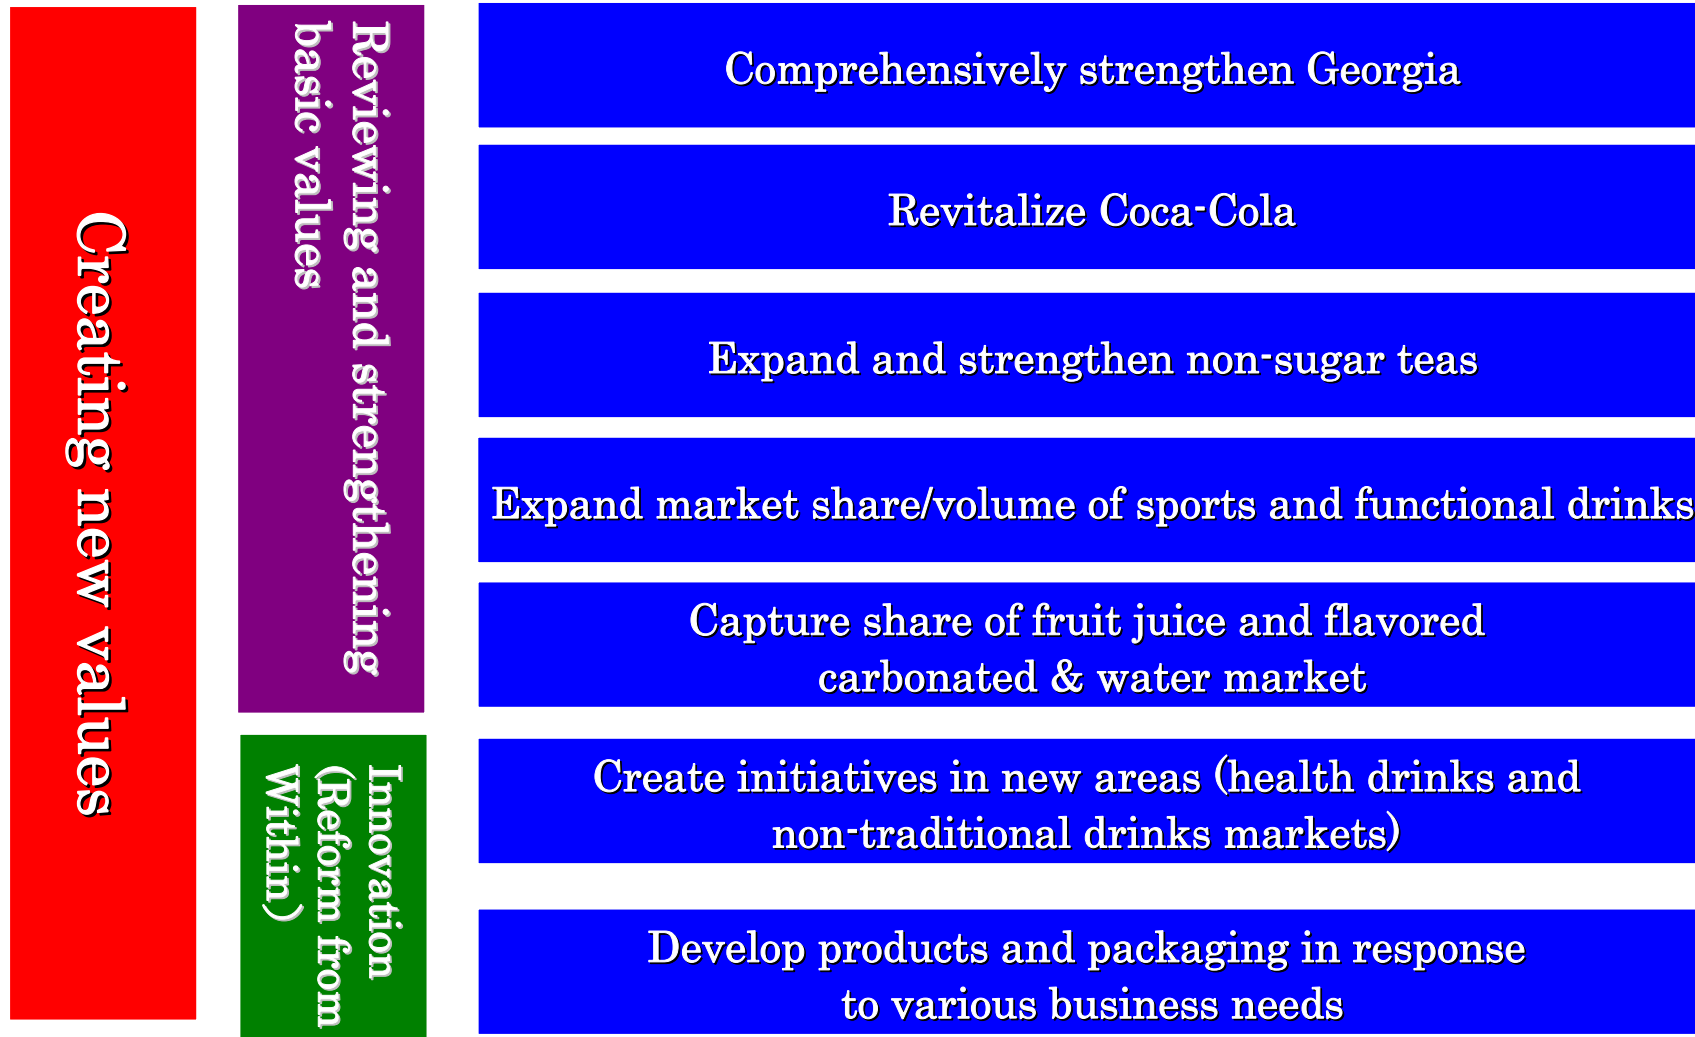 Creating new values
Reviewing and strengthening
basic values
Comprehensively strengthen Georgia
Revitalize Coca-Cola
Expand and strengthen non-sugar teas
Expand market share/volume of sports and functional drinks
Capture share of fruit juice and flavored
carbonated & water market
Innovation
(Reform from
Within)
Create initiatives in new areas (health drinks and
non-traditional drinks markets)
Develop products and packaging in response
to various business needs